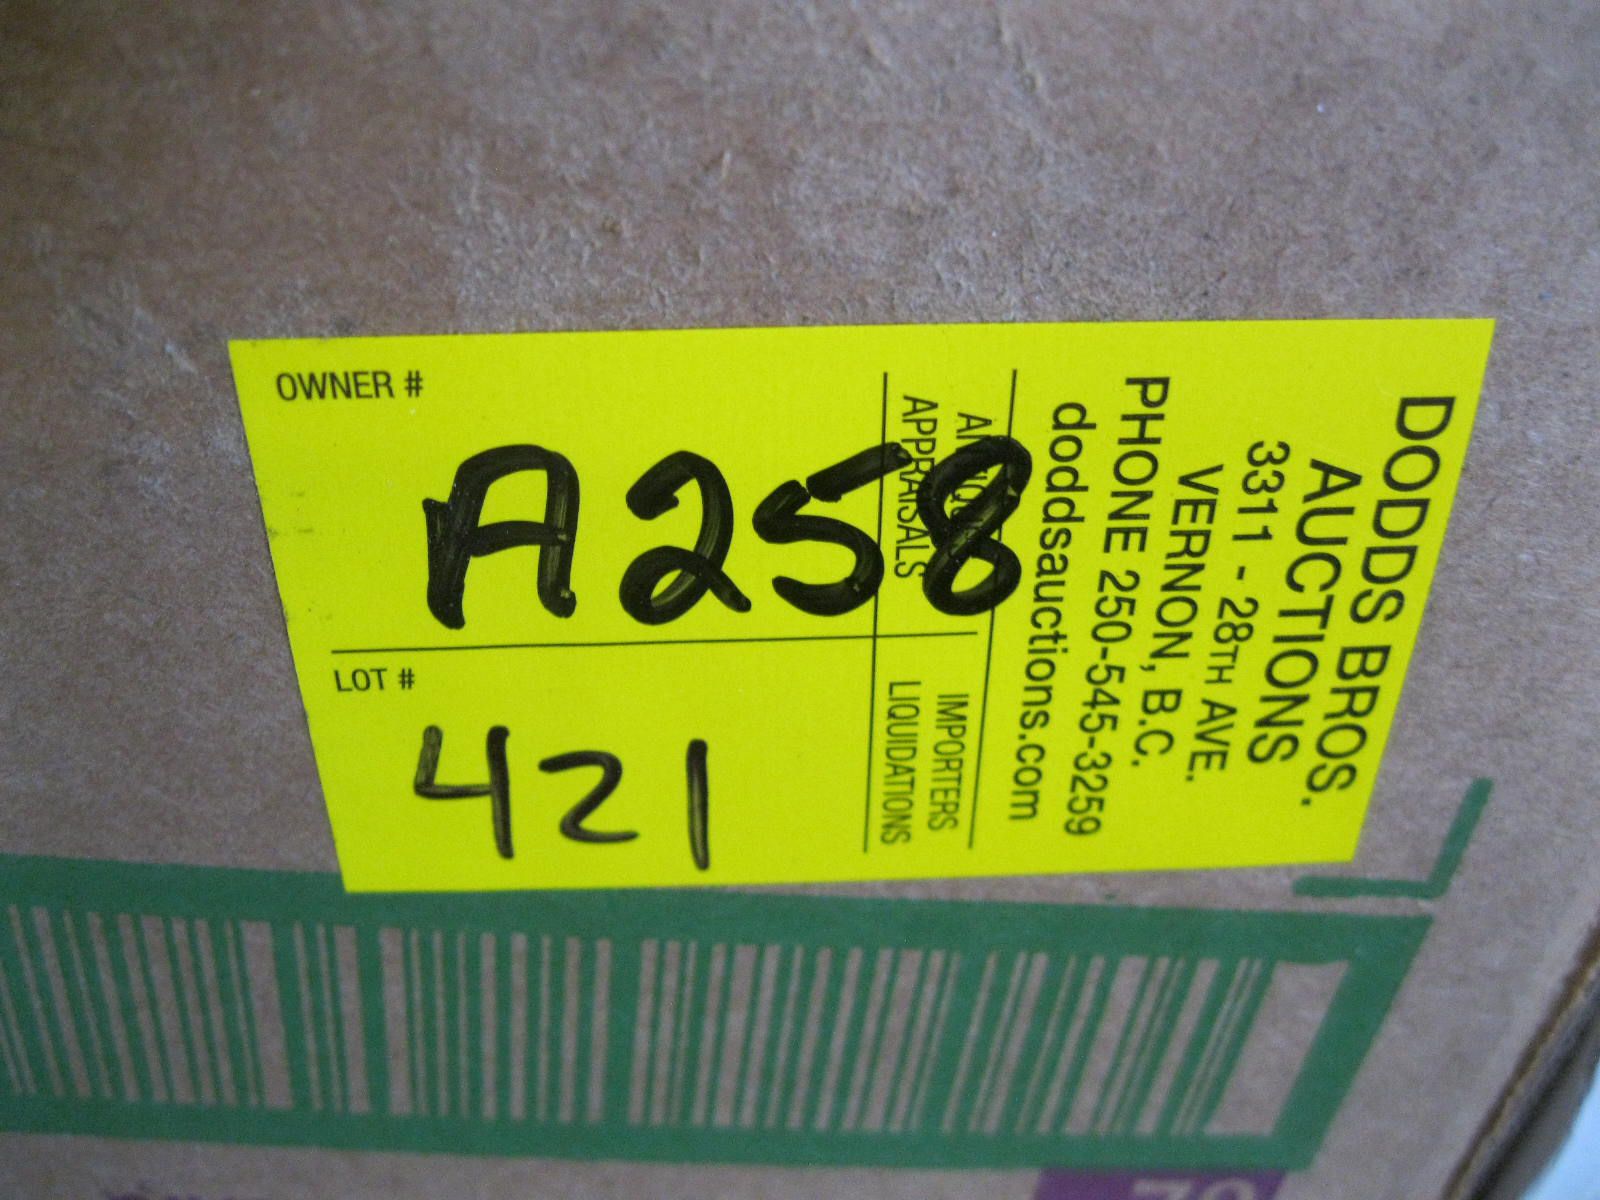 OWNER #
A258
LOT #
421
DODDS BROS.
AUCTIONS
3311 - 28TH AVE.
VERNON, B.C.
PHONE 250-545-3259
doddsauctions.com
IMPORTERS
APPRAISALS
LIQUIDATIONS